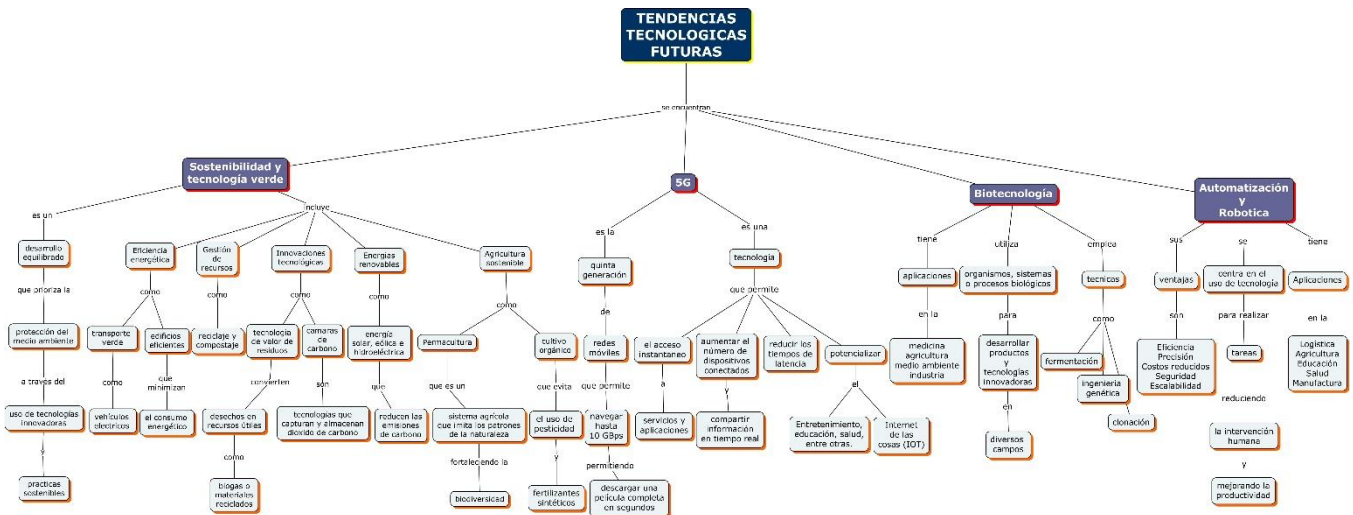 TENDENCIAS
TECNOLOGICAS
FUTURAS
se encuentran
Sostenibilidad y
tecnología verde
es un
desarrollo
equilibrado
que prioriza la
protección del
medio ambiente
a traves del
uso de tecnologías
innovadoras
y
practicas
sostenibles
incluye
Eficiencia
energética
como
transporte
verde
como
vehículos
electricos
edificios
eficientes
que
minimizan
el consumo
energético
Gestión
de
recursos
como
reciclaje y
compostaje
Innovaciones
tecnológicas
como
tecnología
de valor de
residuos
convierten
desechos en
recursos útiles
como
biogas o
materiales
reciclados
camaras
de
carbono
son
tecnologías que
capturan y almacenan
dioxido de carbono
Energías
renovables
como
energía
solar, eólica e
hidroeléctrica
que
reducen las
emisiones
de carbono
Agricultura
sostenible
como
Permacultura
que es un
sistema agrícola
que imita los patrones
de la naturaleza
fortaleciendo la
biodiversidad
cultivo
orgánico
que evita
el uso de
pesticidad
y
fertilizantes
sintéticos
5G
es la
quinta
generación
de
redes
móviles
que permite
navegar
hasta
10 GBps
permitiendo
descargar una
película completa
en segundos
es una
tecnología
que permite
el acceso
instantaneo
a
servicios y
aplicaciones
aumentar el
número de
dispositivos
conectados
y
compartir
información
en tiempo real
reducir los
tiempos de
latencia
potencializar
el
Entretenimiento,
educación, salud,
entre otras.
Internet
de las
cosas (IOT)
Biotecnología
tiene
aplicaciones
en la
medicina
agricultura
medio ambiente
industria
utiliza
organismos, sistemas
o procesos biológicos
para
desarrollar
productos
y
tecnologías
innovadoras
en
diversos
campos
emplea
tecnicas
como
fermentación
ingeniería
genética
clonación
Automatización
y
Robotica
sus
ventajas
son
Eficiencia
Precisión
Costos reducidos
Seguridad
Escalabilidad
se
centra en el
uso de tecnología
para realizar
tareas
reduciendo
la intervención
humana
y
mejorando la
productividad
tiene
Aplicaciones
en la
Logística
Agricultura
Educación
Salud
Manufactura